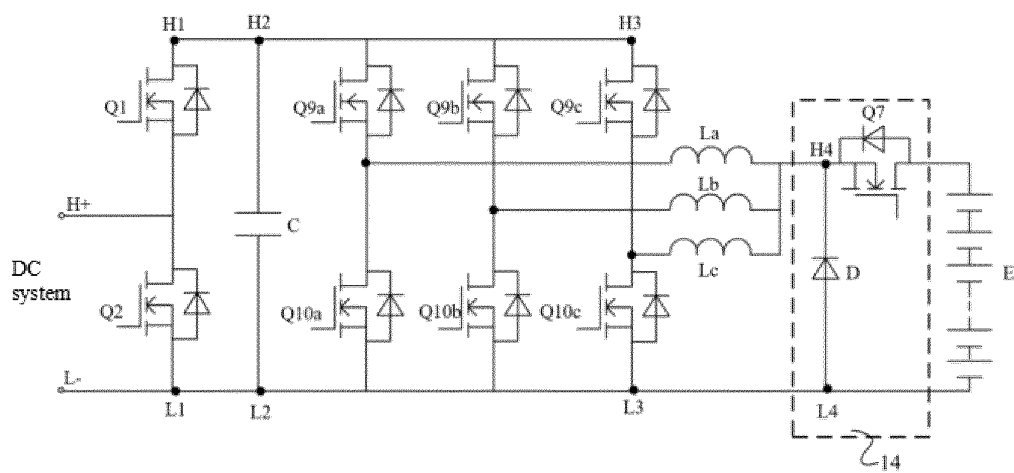 H1
H2
H3
Q1
Q9a
Q9b
Q9c
Q7
La
H4
Lb
H+
C
Lc
DC
system
D
E
Q2
Q10a
Q10b
Q10c
L-
L1
L2
L3
L4
14